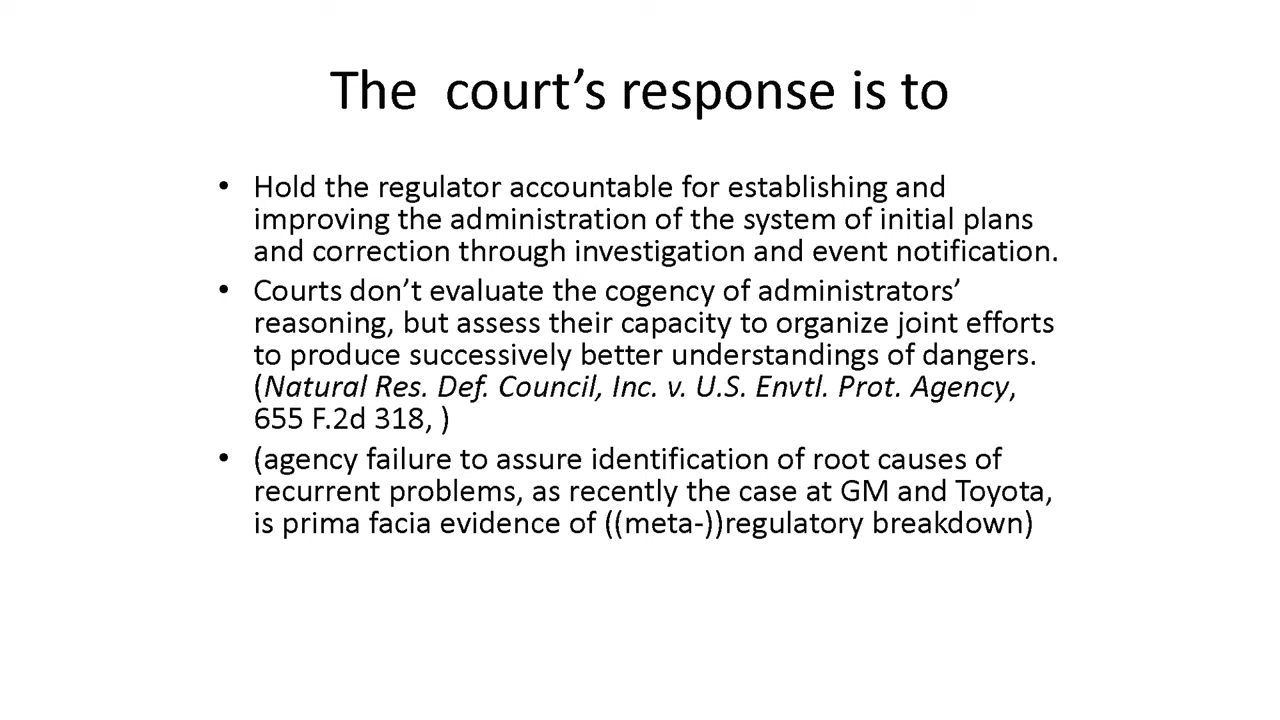 The  court’s response is to
• Hold the regulator accountable for establishing and
improving the administration of the system of initial plans
and correction through investigation and event notification.
• Courts don’t evaluate the cogency of administrators’
reasoning, but assess their capacity to organize joint efforts
to produce successively better understandings of dangers.
(Natural Res. Def. Council, Inc. v. U.S. Envtl. Prot. Agency,
655 F.2d 318, )
• (agency failure to assure identification of root causes of
recurrent problems, as recently the case at GM and Toyota,
is prima facia evidence of ((meta-))regulatory breakdown)